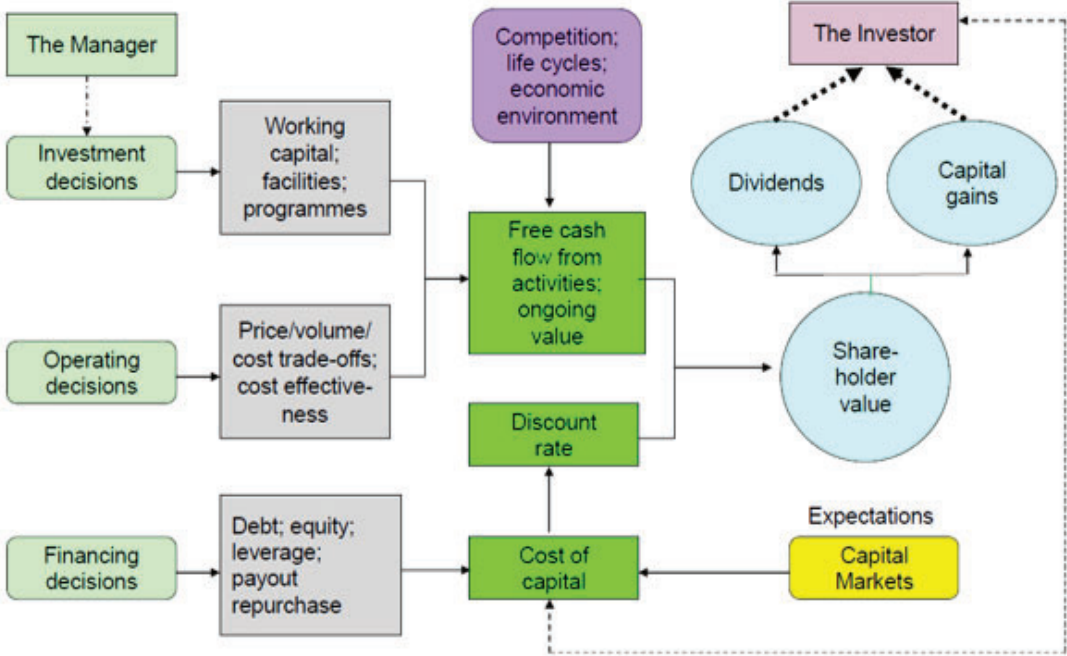 The Manager
Competition;
life cycles;
economic
environment
The Investor
Investment
decisions
Working
capital;
facilities;
programmes
Dividends
Capital
gains
Free cash
flow from
activities;
ongoing
value
Operating
decisions
Price/volume/
cost trade-offs;
cost effective-
ness
Share-
holder
value
Discount
rate
Financing
decisions
Debt; equity;
leverage;
payout
repurchase
Cost of
capital
Expectations
Capital
Markets